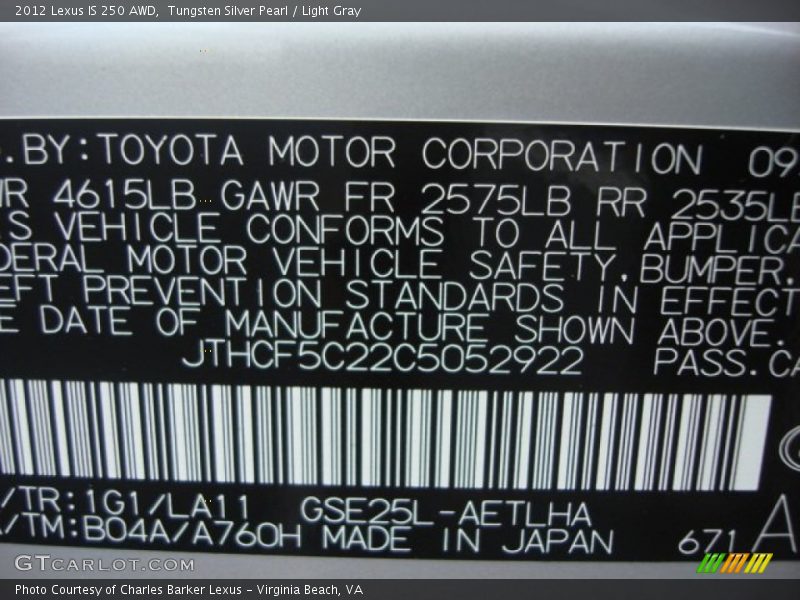 2012 Lexus IS 250 AWD,  Tungsten Silver Pearl / Light Gray
.BY:TOYOTA MOTOR CORPORATION 09
WR 4615LB GAWR FR 2575LB RR 2535LB
S VEHICLE CONFORMS TO ALL APPLICA
DERAL MOTOR VEHICLE SAFETY, BUMPER,
EFT PREVENTION STANDARDS IN EFFECT
E DATE OF MANUFACTURE SHOWN ABOVE.
JTHCF5C22C5052922 PASS.CA
/TR:1G1/LA11 GSE25L-AETLHA
/TM:B04A/A760H MADE IN JAPAN 671 A
GTCARLOT.COM
Photo Courtesy of Charles Barker Lexus - Virginia Beach, VA